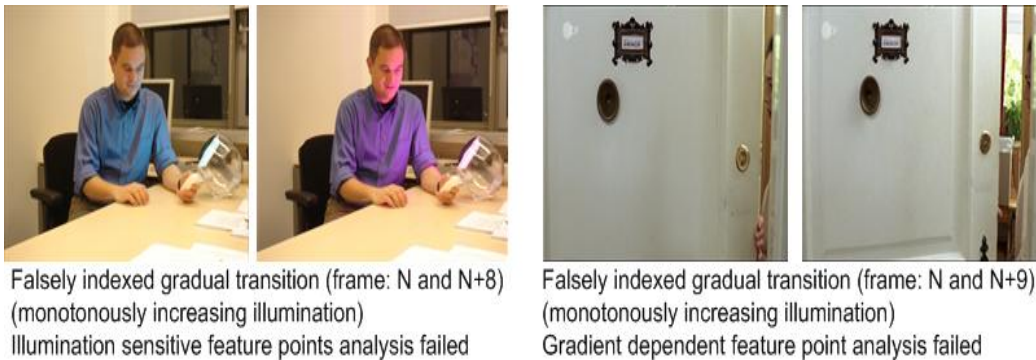 Falsely indexed gradual transition (frame: N and N+8)
(monotonously increasing illumination)
Illumination sensitive feature points analysis failed
Falsely indexed gradual transition (frame: N and N+9)
(monotonously increasing illumination)
Gradient dependent feature point analysis failed